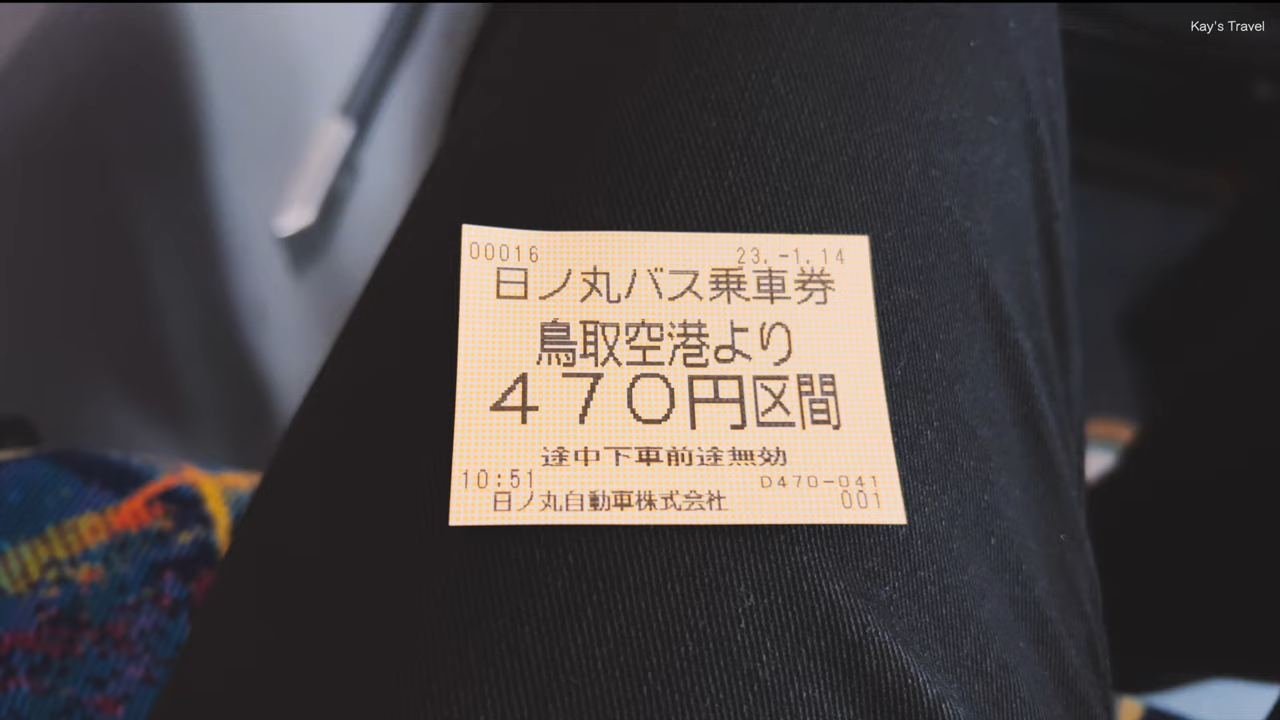 Kay's Travel
00016 23.-1.14
日ノ丸バス乗車券
鳥取空港より
470円区間
途中下車前途無効
10:51 D470-041
日ノ丸自動車株式会社 001